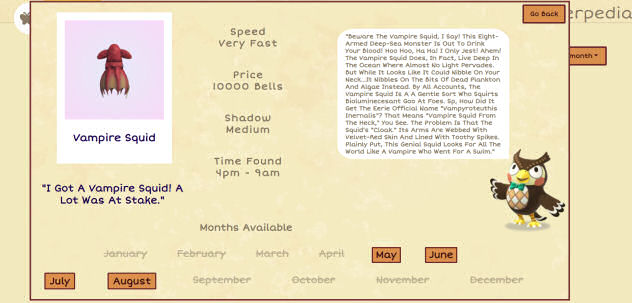 Go Back
erpedia
month
Vampire Squid
"I Got A Vampire Squid! A
Lot Was At Stake."
Speed
Very Fast
Price
10000 Bells
Shadow
Medium
Time Found
4pm - 9am
"Beware The Vampire Squid, I Say! This Eight-
Armed Deep-Sea Monster Is Out To Drink
Your Blood! Hoo Hoo, Ha Ha! I Only Jest! Ahem!
The Vampire Squid Does, In Fact, Live Deep In
The Ocean Where Almost No Light Pervades.
But While It Looks Like It Could Nibble On Your
Neck...It Nibbles On The Bits Of Dead Plankton
And Algae Instead. By All Accounts, The
Vampire Squid Is A A Gentle Sort Who Squirts
Bioluminescent Goo At Foes. Sp, How Did It
Get The Eerie Official Name "Vampyroteuthis
Inernalis"? That Means "Vampire Squid From
The Heck," You See. The Problem Is That The
Squid's "Cloak." Its Arms Are Webbed With
Velvet-Red Skin And Lined With Toothy Spikes.
Plainly Put, This Genial Squid Looks For All The
World Like A Vampire Who Went For A Swim."
Months Available
January February March April May June
July August September October November December